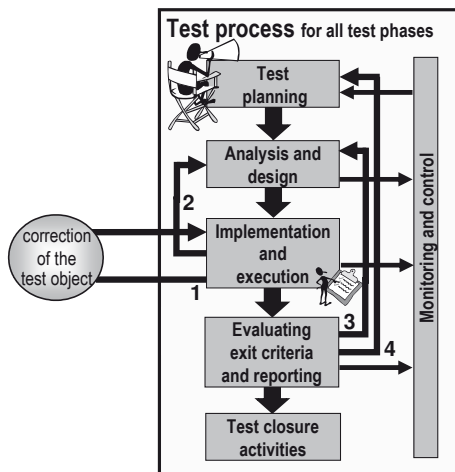 Test process for all test phases
Test
planning
Analysis and
design
2
Implementation
and
execution
correction
of the
test object
1
3
Evaluating
exit criteria
and reporting
4
Test closure
activities
Monitoring and control